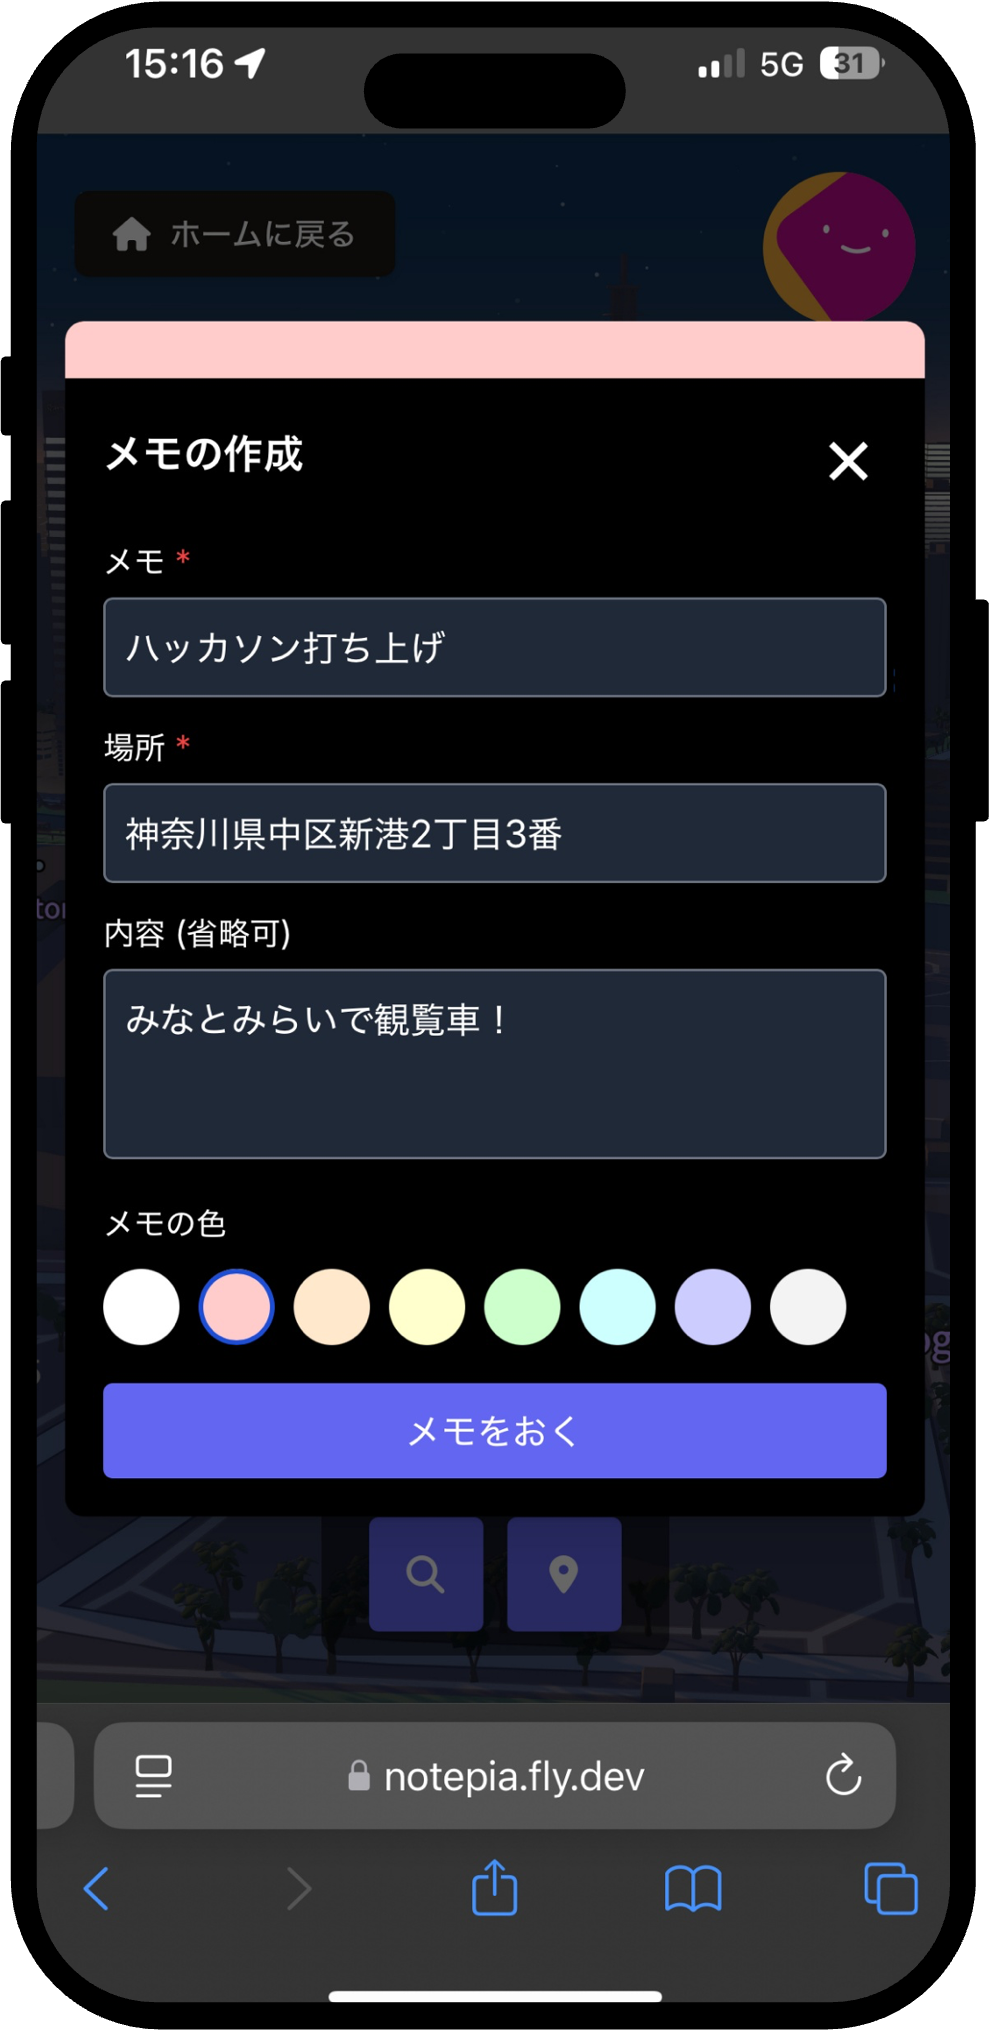 15:16
5G
31
ホームに戻る
メモの作成
メモ *
ハッカソン打ち上げ
場所 *
神奈川県中区新港2丁目3番
内容 (省略可)
みなとみらいで観覧車！
メモの色
メモをおく
notepia.fly.dev